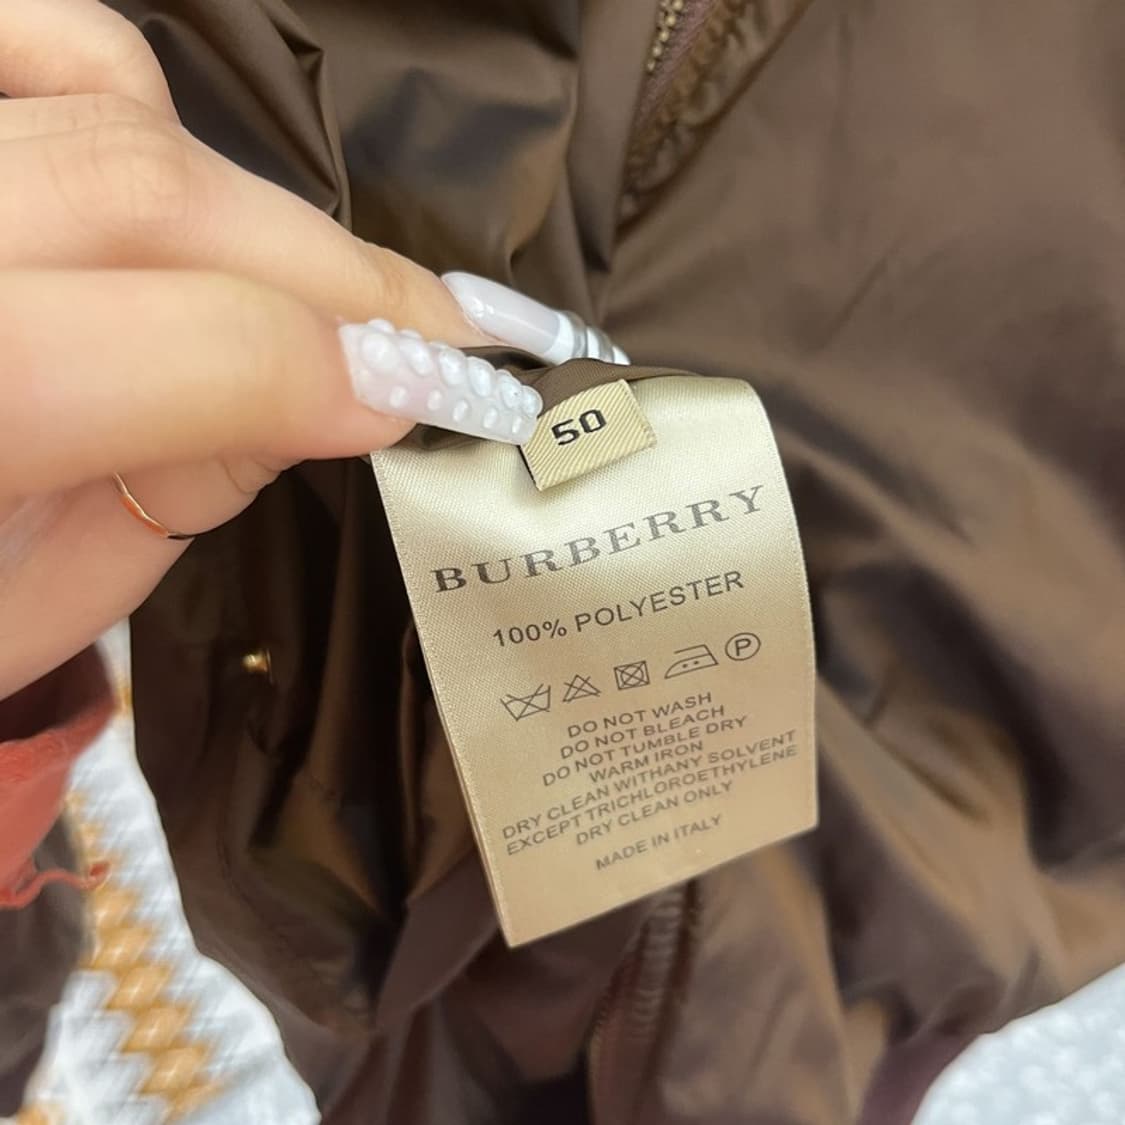 50
BURBERRY
100% POLYESTER
P
DO NOT WASH
DO NOT BLEACH
DO NOT TUMBLE DRY
WARM IRON
DRY CLEAN WITHANY SOLVENT
EXCEPT TRICHLOROETHYLENE
DRY CLEAN ONLY
MADE IN ITALY